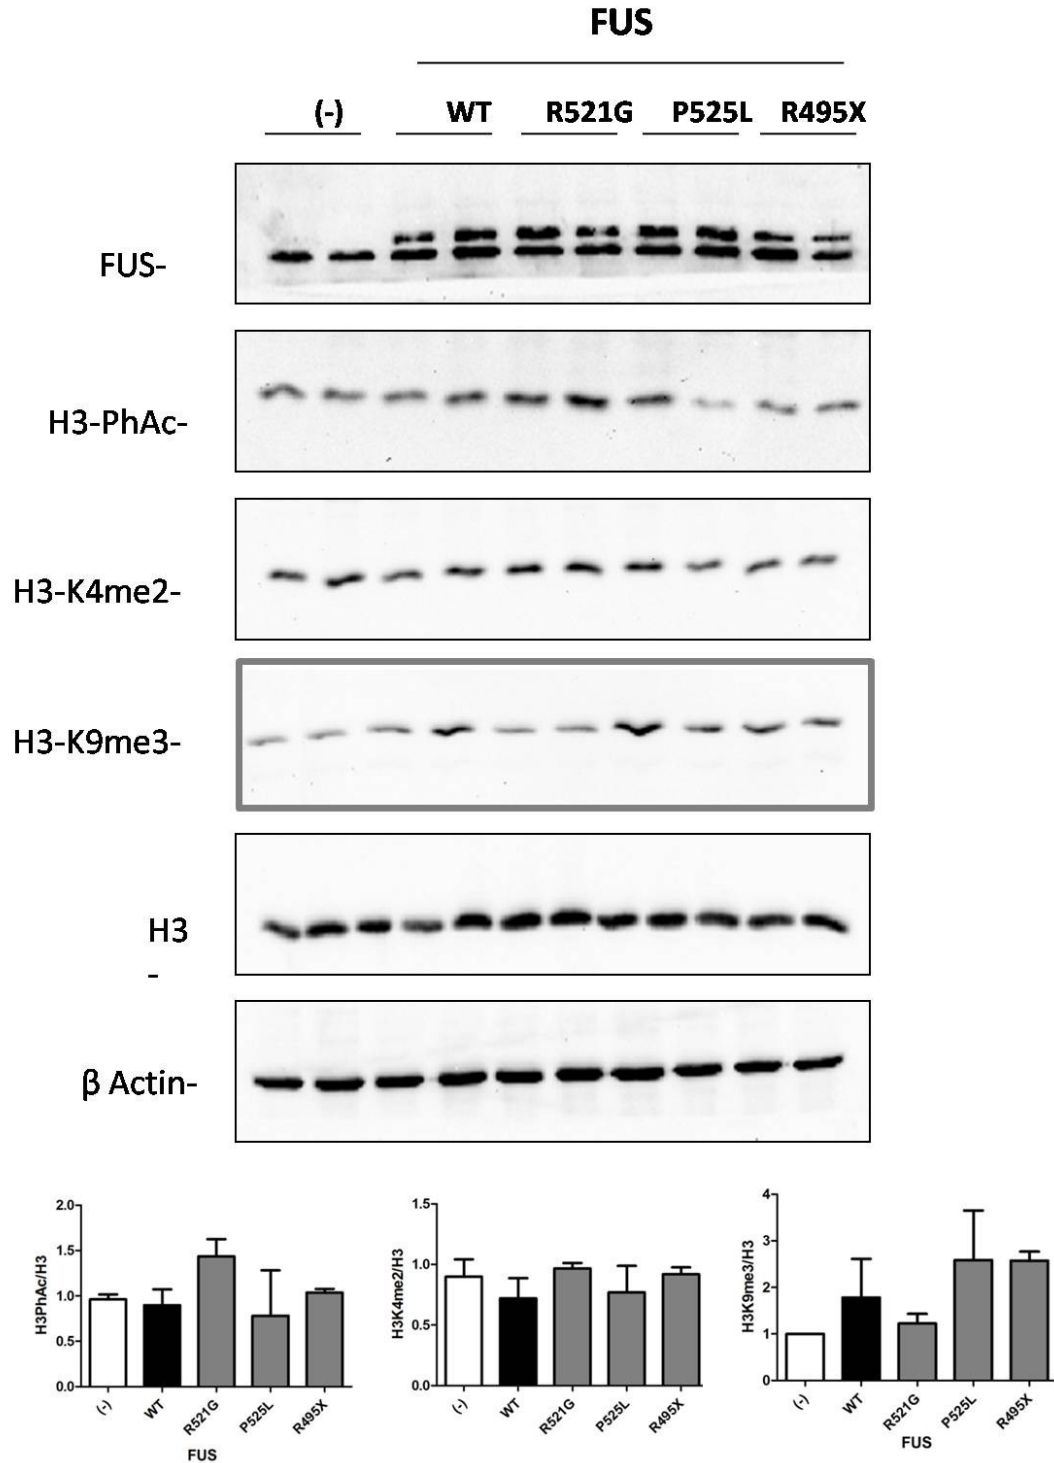 FUS
(-) WT R521G P525L R495X
FUS-
H3-PhAc-
H3-K4me2-
H3-K9me3-
H3
-
β Actin-
H3PhAc/H3
2.0
1.5
1.0
0.5
0.0
(-) WT R521G P525L R495X
FUS
H3K4me2/H3
1.5
1.0
0.5
0.0
(-) WT R521G P525L R495X
H3K9me3/H3
4
3
2
1
0
(-) WT R521G P525L R495X
FUS